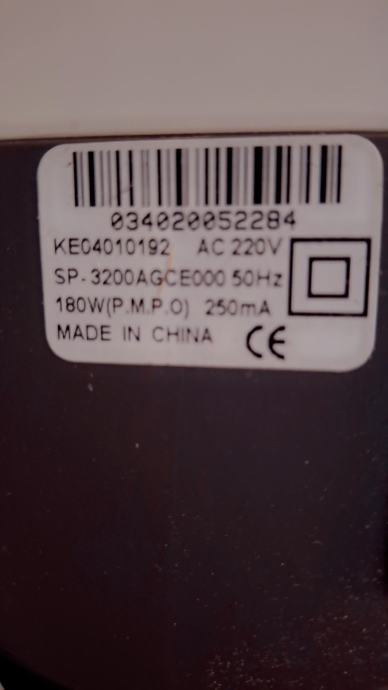 034020052284
KE04010192 AC 220V
SP-3200AGCE000 50Hz
180W(P.M.P.O) 250mA
MADE IN CHINA CE